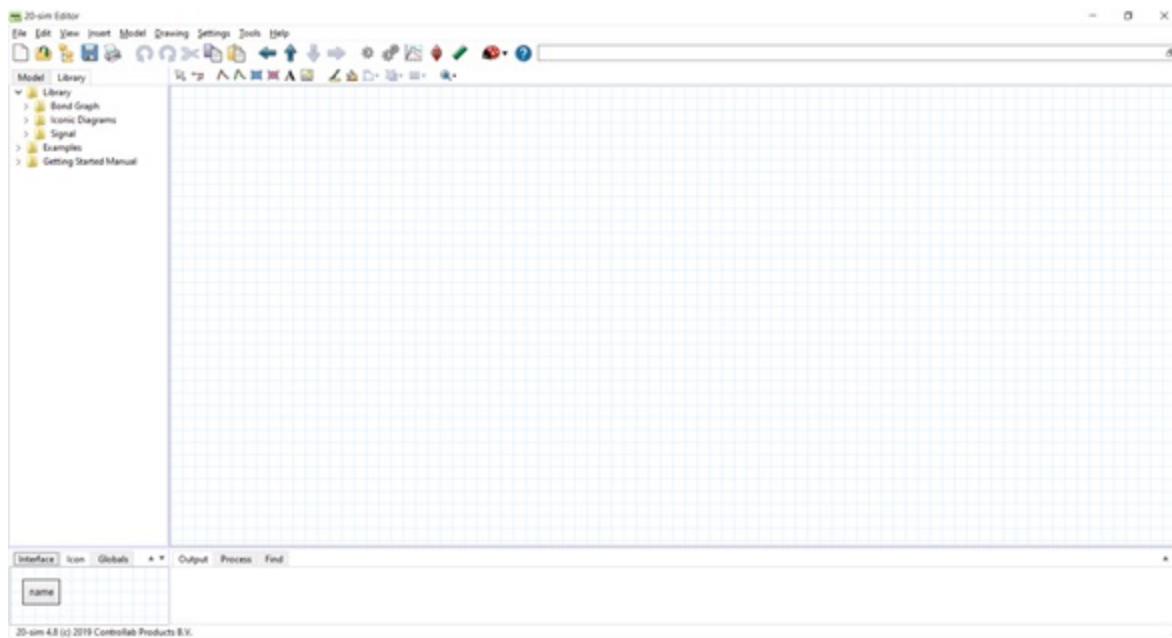 20-sim Editor
File Edit View Insert Model Drawing Settings Tools Help
Model Library
A
Library
Bond Graph
Iconic Diagrams
Signal
Examples
Getting Started Manual
Interface Icon Globals Output Process Find
name
20-sim 4.8 (c) 2019 Controllab Products B.V.